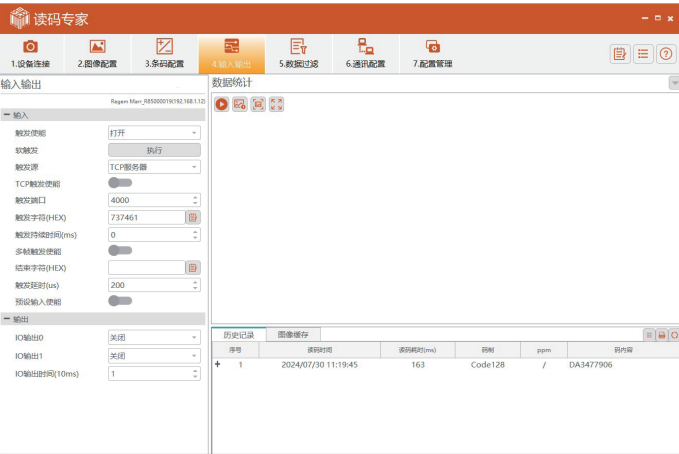 读码专家
1.设备连接 2.图像配置 3.条码配置 4.输入输出 5.数据过滤 6.通讯配置 7.配置管理
输入输出
数据统计
输入
触发使能 打开
软触发 执行
触发源 TCP服务器
TCP触发使能
触发端口 4000
触发字符(HEX) 737461
触发持续时间(ms) 0
多帧触发使能
结束字符(HEX)
触发延时(us) 200
预设输入使能
输出
IO输出0 关闭
IO输出1 关闭
IO输出时间(10ms) 1
历史记录 图像缓存
序号 读码时间 读码耗时(ms) 码制 ppm 码内容
1 2024/07/30 11:19:45 163 Code128 / DA3477906